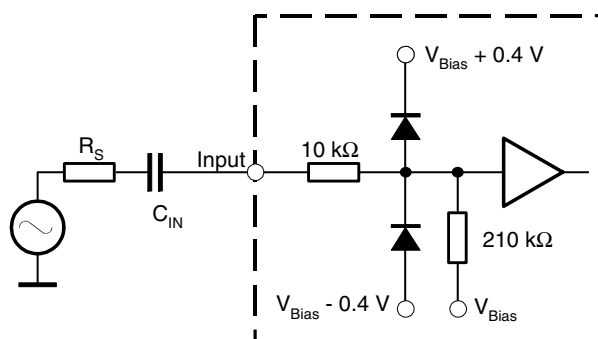 V_Bias + 0.4 V
R_S
Input
10 kΩ
C_IN
210 kΩ
V_Bias - 0.4 V
V_Bias